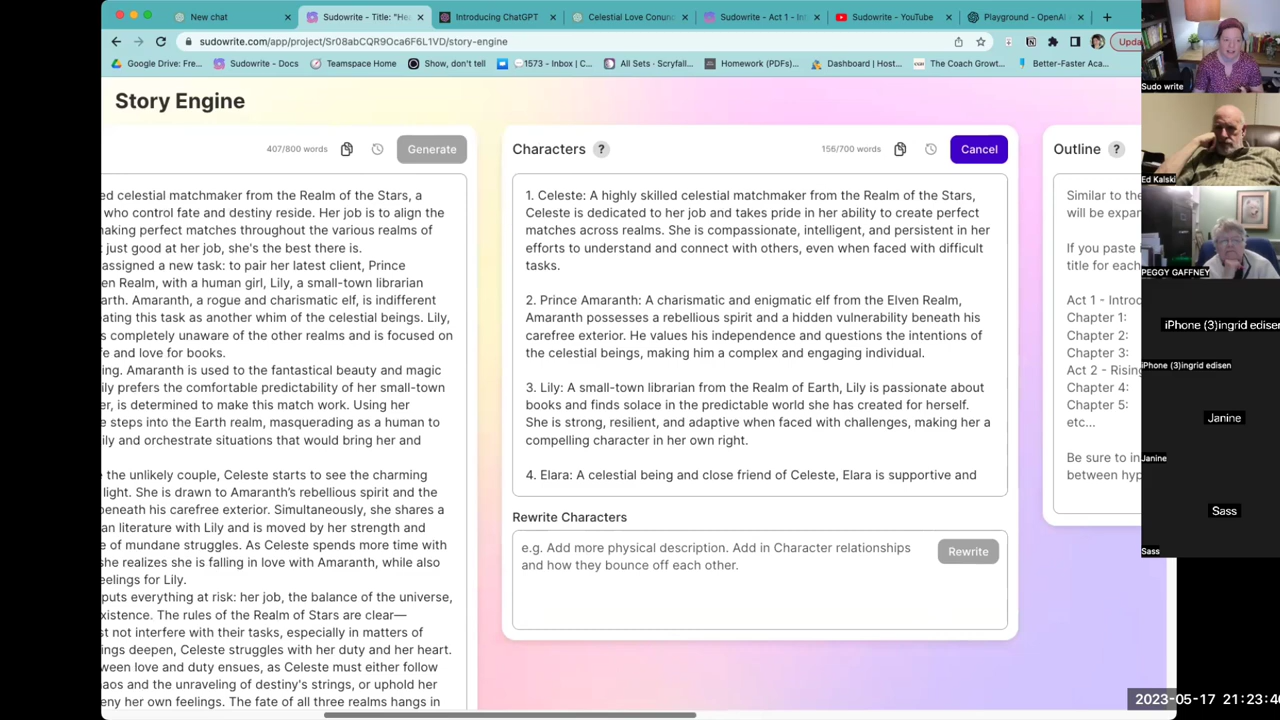 New chat
Sudowrite - Title: "Hea
Introducing ChatGPT
Celestial Love Conun
Sudowrite - Act 1 - Int
Sudowrite - YouTube
Playground - OpenAI
sudowrite.com/app/project/Sr08abCQR9Oca6F6L1VD/story-engine
Upda
Google Drive: Fre...
Sudowrite - Docs
Teamspace Home
Show, don't tell
1573 - Inbox | C...
All Sets · Scryfall...
Homework (PDFs)...
Dashboard | Host...
The Coach Growt...
Better-Faster Aca...
Story Engine
407/800 words
Generate
ed celestial matchmaker from the Realm of the Stars, a
who control fate and destiny reside. Her job is to align the
aking perfect matches throughout the various realms of
just good at her job, she's the best there is.
assigned a new task: to pair her latest client, Prince
en Realm, with a human girl, Lily, a small-town librarian
arth. Amaranth, a rogue and charismatic elf, is indifferent
ating this task as another whim of the celestial beings. Lily,
s completely unaware of the other realms and is focused on
fe and love for books.
ing. Amaranth is used to the fantastical beauty and magic
ily prefers the comfortable predictability of her small-town
er, is determined to make this match work. Using her
e steps into the Earth realm, masquerading as a human to
ily and orchestrate situations that would bring her and
e the unlikely couple, Celeste starts to see the charming
light. She is drawn to Amaranth's rebellious spirit and the
beneath his carefree exterior. Simultaneously, she shares a
an literature with Lily and is moved by her strength and
e of mundane struggles. As Celeste spends more time with
she realizes she is falling in love with Amaranth, while also
eelings for Lily.
puts everything at risk: her job, the balance of the universe,
existence. The rules of the Realm of Stars are clear—
st not interfere with their tasks, especially in matters of
ings deepen, Celeste struggles with her duty and her heart.
ween love and duty ensues, as Celeste must either follow
haos and the unraveling of destiny's strings, or uphold her
eny her own feelings. The fate of all three realms hangs in
Characters ?
156/700 words
Cancel
1. Celeste: A highly skilled celestial matchmaker from the Realm of the Stars,
Celeste is dedicated to her job and takes pride in her ability to create perfect
matches across realms. She is compassionate, intelligent, and persistent in her
efforts to understand and connect with others, even when faced with difficult
tasks.
2. Prince Amaranth: A charismatic and enigmatic elf from the Elven Realm,
Amaranth possesses a rebellious spirit and a hidden vulnerability beneath his
carefree exterior. He values his independence and questions the intentions of
the celestial beings, making him a complex and engaging individual.
3. Lily: A small-town librarian from the Realm of Earth, Lily is passionate about
books and finds solace in the predictable world she has created for herself.
She is strong, resilient, and adaptive when faced with challenges, making her a
compelling character in her own right.
4. Elara: A celestial being and close friend of Celeste, Elara is supportive and
Rewrite Characters
e.g. Add more physical description. Add in Character relationships
and how they bounce off each other.
Rewrite
Outline ?
Similar to the
will be expan
If you paste
title for each
Act 1 - Introd
Chapter 1:
Chapter 2:
Chapter 3:
Act 2 - Rising
Chapter 4:
Chapter 5:
etc...
Be sure to in
between hyp
Sudo write
Ed Kalski
PEGGY GAFFNEY
iPhone (3)ingrid edisen
iPhone (3)ingrid edisen
Janine
Janine
Sass
Sass
2023-05-17 21:23:4